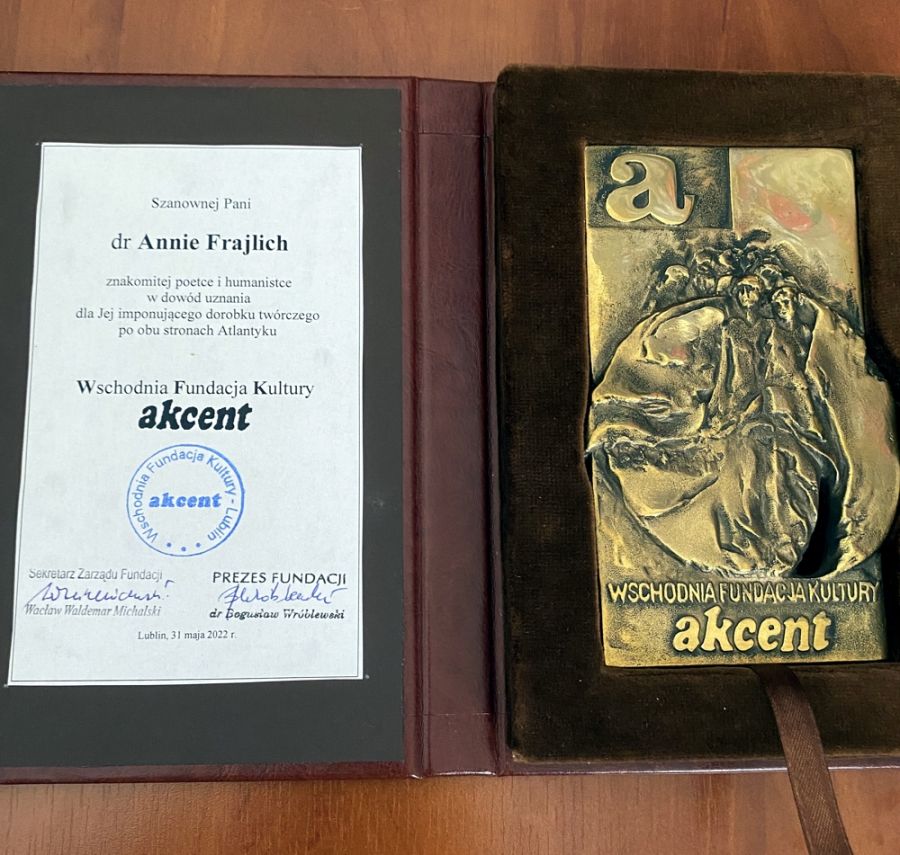 Szanownej Pani
dr Annie Frajlich
znakomitej poetce i humanistce
w dowód uznania
dla Jej imponującego dorobku twórczego
po obu stronach Atlantyku
Wschodnia Fundacja Kultury
akcent
Wschodnia Fundacja Kultury - Lublin
akcent
Sekretarz Zarządu Fundacji
Wacław Waldemar Michalski
PREZES FUNDACJI
dr Bogusław Wróblewski
Lublin, 31 maja 2022 r.
a
WSCHODNIA FUNDACJA KULTURY
akcent